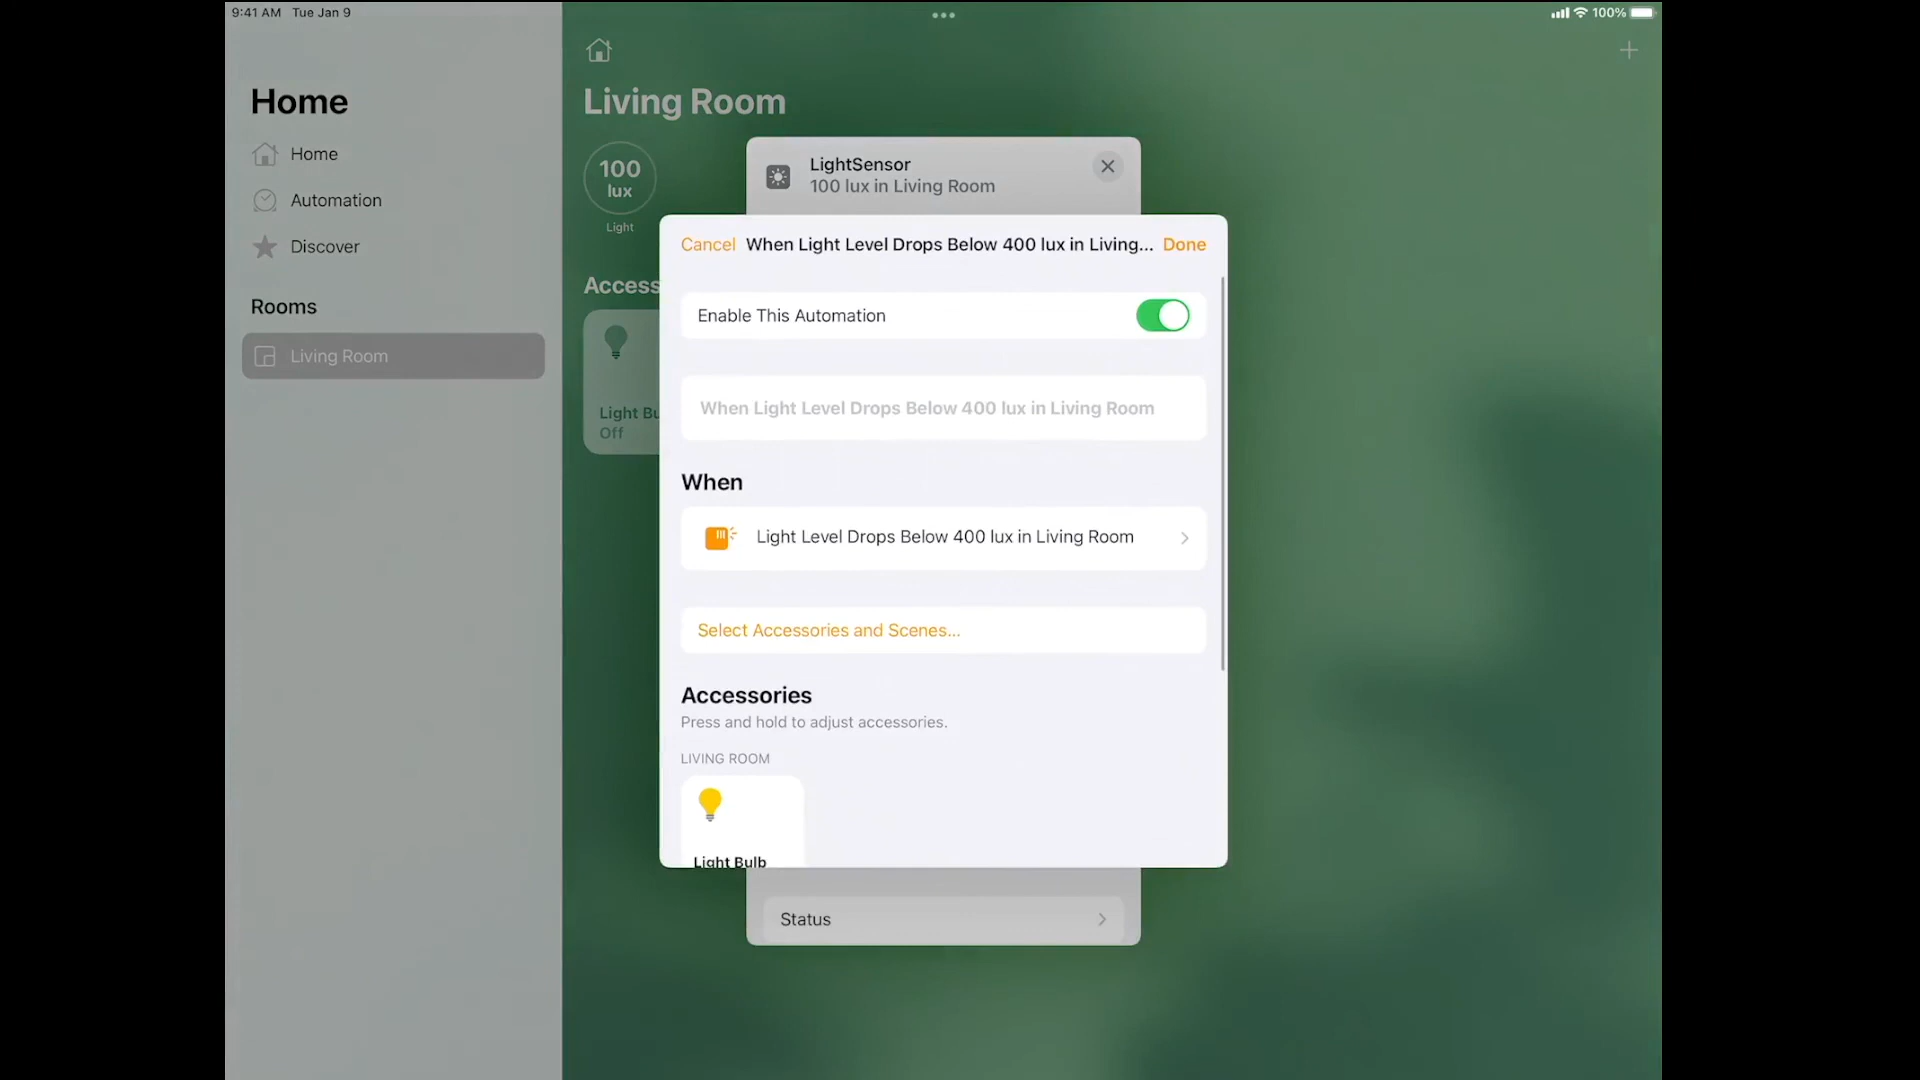 9:41 AM Tue Jan 9
100%
Home
Home
Automation
Discover
Rooms
Living Room
Living Room
100
lux
Light
Access
Light Bu
Off
LightSensor
100 lux in Living Room
Cancel When Light Level Drops Below 400 lux in Living... Done
Enable This Automation
When Light Level Drops Below 400 lux in Living Room
When
Light Level Drops Below 400 lux in Living Room
Select Accessories and Scenes...
Accessories
Press and hold to adjust accessories.
LIVING ROOM
Light Bulb
Status